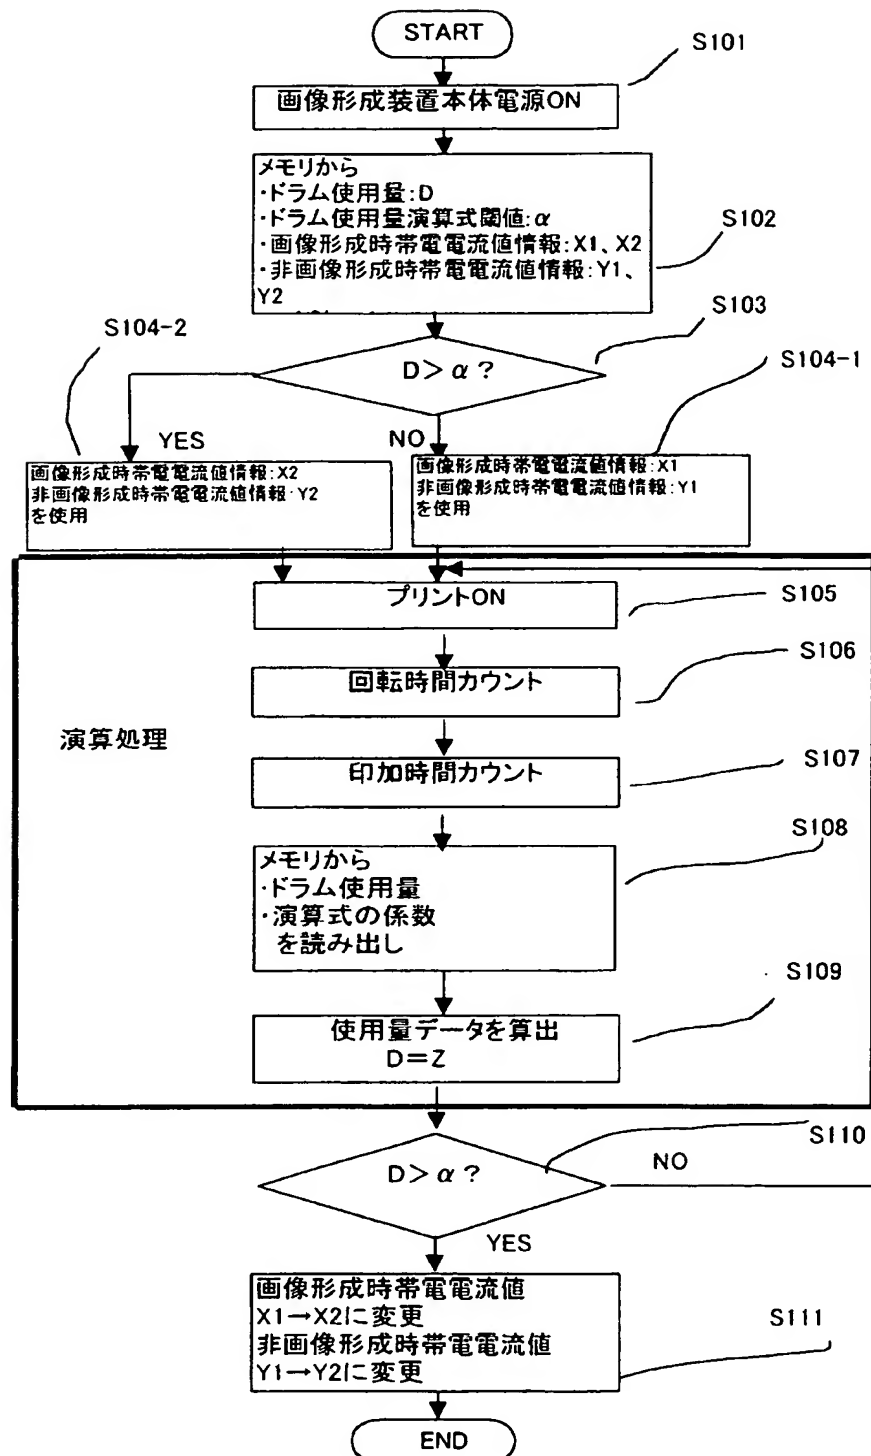 START
S101
画像形成装置本体電源ON
メモリから
・ドラム使用量:D
・ドラム使用量演算式閾値:α
・画像形成時帯電電流値情報:X1、X2
・非画像形成時帯電電流値情報:Y1、
Y2
S102
S103
D>α?
S104-2
S104-1
YES
NO
画像形成時帯電電流値情報:X2
非画像形成時帯電電流値情報・Y2
を使用
画像形成時帯電電流値情報:X1
非画像形成時帯電電流値情報:Y1
を使用
プリントON
S105
回転時間カウント
S106
演算処理
印加時間カウント
S107
メモリから
・ドラム使用量
・演算式の係数
を読み出し
S108
使用量データを算出
D=Z
S109
D>α?
S110
NO
YES
画像形成時帯電電流値
X1→X2に変更
非画像形成時帯電電流値
Y1→Y2に変更
S111
END